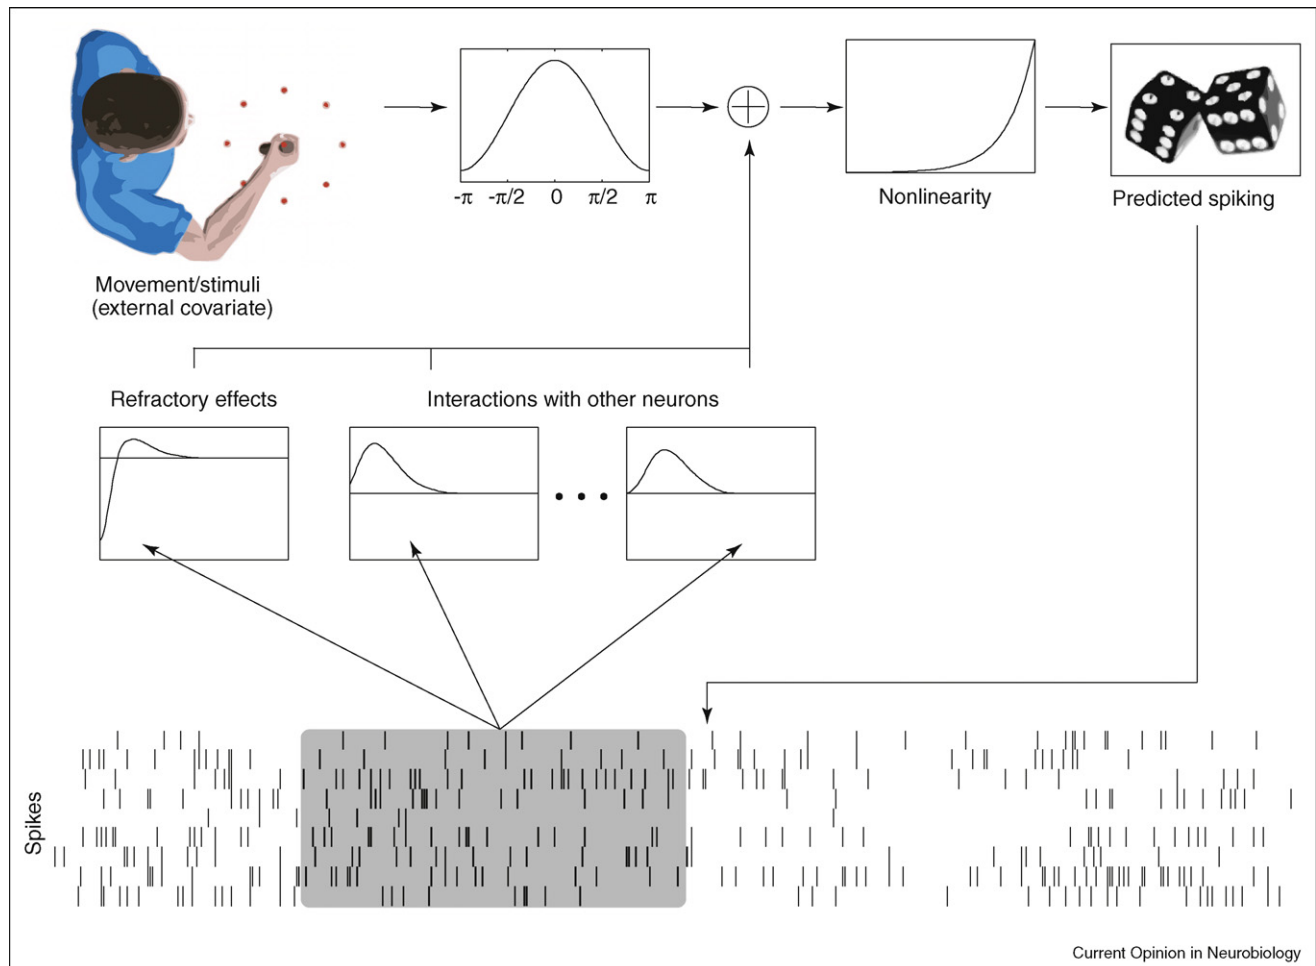 -π -π/2 0 π/2 π
Nonlinearity
Predicted spiking
Movement/stimuli
(external covariate)
Refractory effects
Interactions with other neurons
Spikes
Current Opinion in Neurobiology